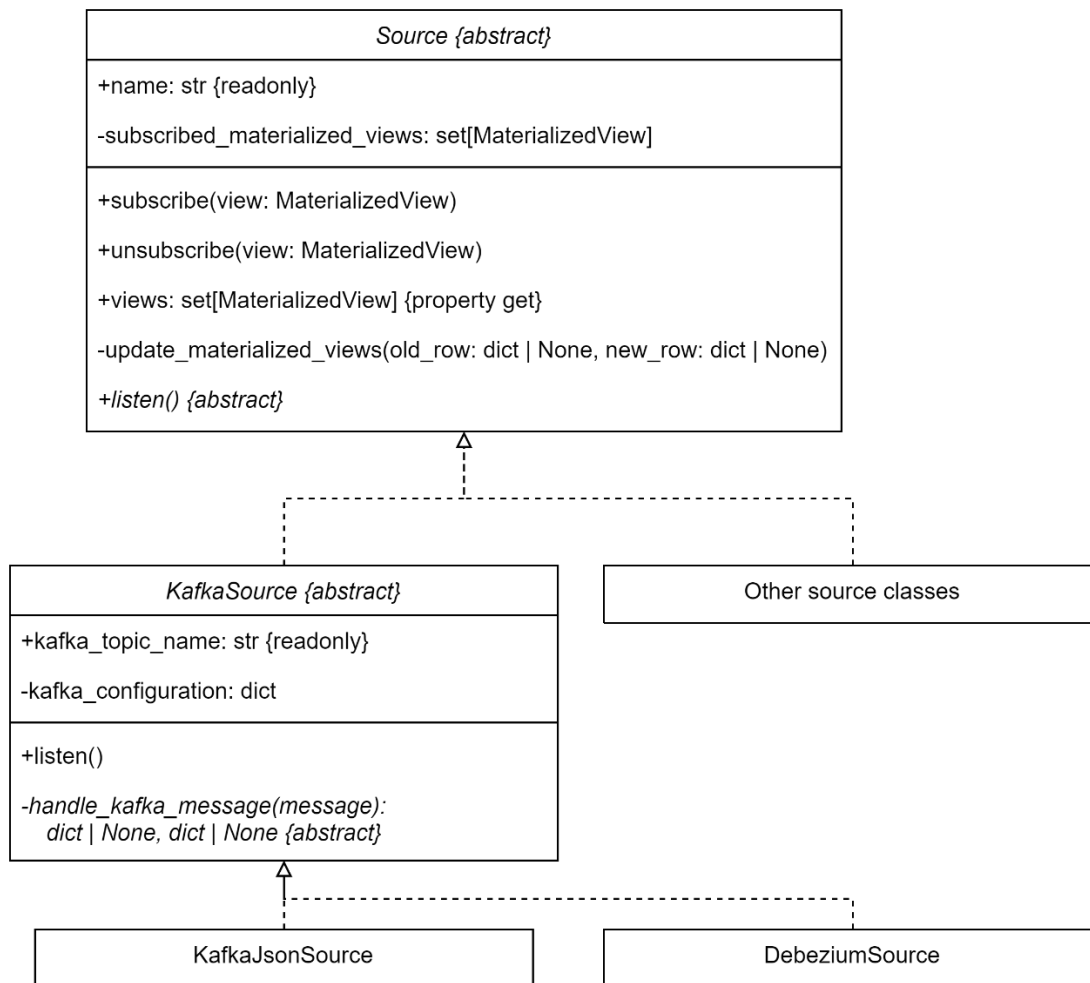 Source {abstract}
+name: str {readonly}
-subscribed_materialized_views: set[MaterializedView]
+subscribe(view: MaterializedView)
+unsubscribe(view: MaterializedView)
+views: set[MaterializedView] {property get}
-update_materialized_views(old_row: dict | None, new_row: dict | None)
+listen() {abstract}
KafkaSource {abstract}
+kafka_topic_name: str {readonly}
-kafka_configuration: dict
+listen()
-handle_kafka_message(message):
dict | None, dict | None {abstract}
Other source classes
KafkaJsonSource
DebeziumSource